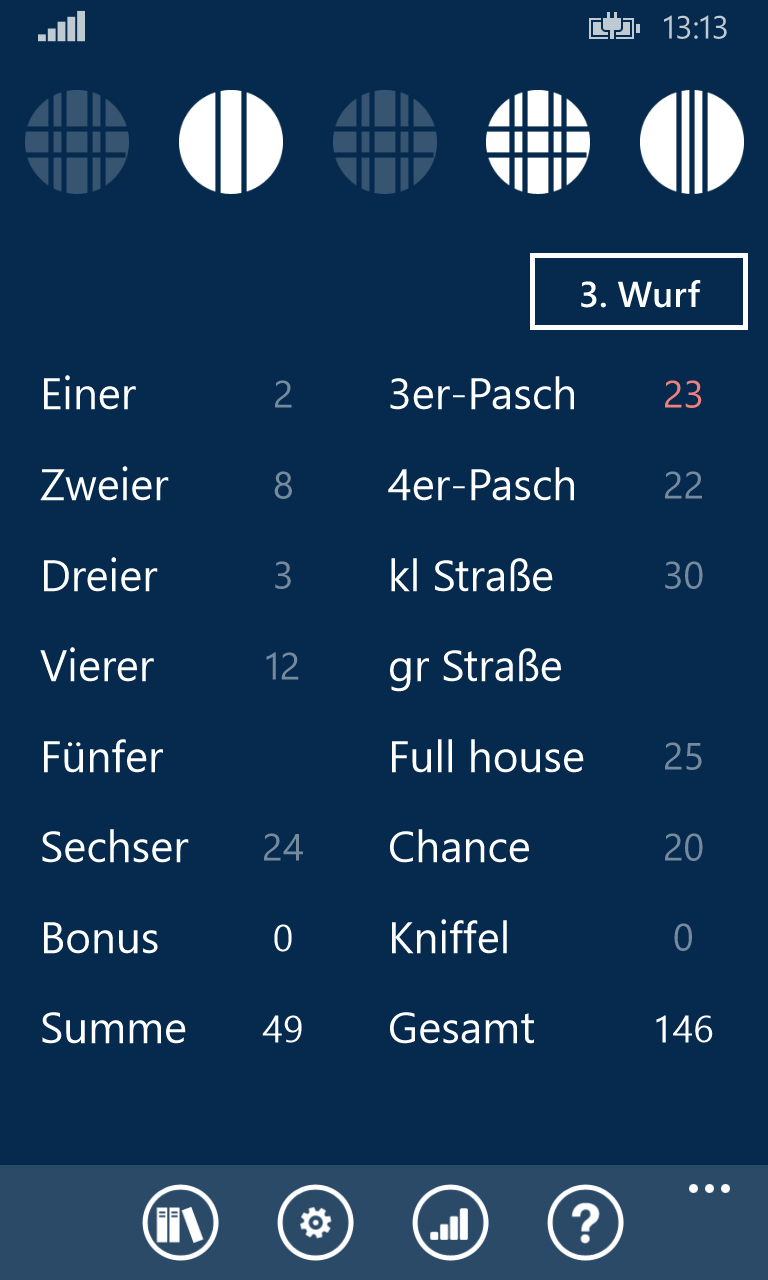 13:13
3. Wurf
Einer 2 3er-Pasch 23
Zweier 8 4er-Pasch 22
Dreier 3 kl Straße 30
Vierer 12 gr Straße
Fünfer Full house 25
Sechser 24 Chance 20
Bonus 0 Kniffel 0
Summe 49 Gesamt 146
?